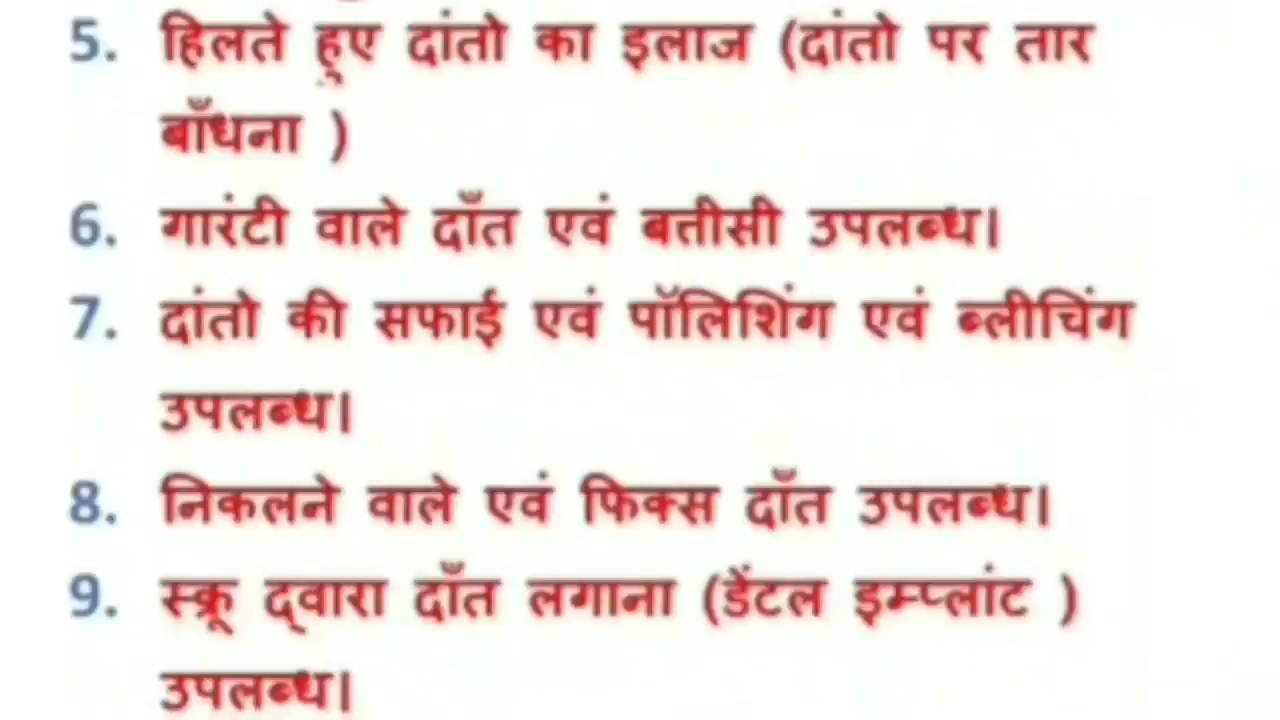 5. हिलते हुए दांतो का इलाज (दांतो पर तार
बाँधना )
6. गारंटी वाले दाँत एवं बत्तीसी उपलब्ध।
7. दांतो की सफाई एवं पॉलिशिंग एवं ब्लीचिंग
उपलब्ध।
8. निकलने वाले एवं फिक्स दाँत उपलब्ध।
9. स्क्रू द्वारा दाँत लगाना (डेंटल इम्प्लांट )
उपलब्ध।